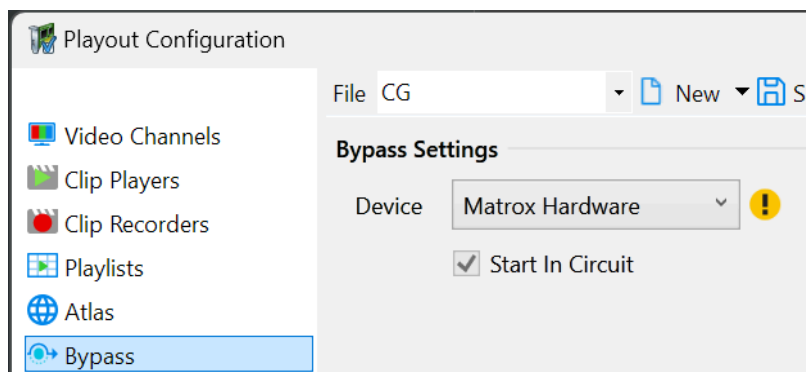 Playout Configuration
File CG New S
Video Channels
Clip Players
Clip Recorders
Playlists
Atlas
Bypass
Bypass Settings
Device Matrox Hardware
Start In Circuit